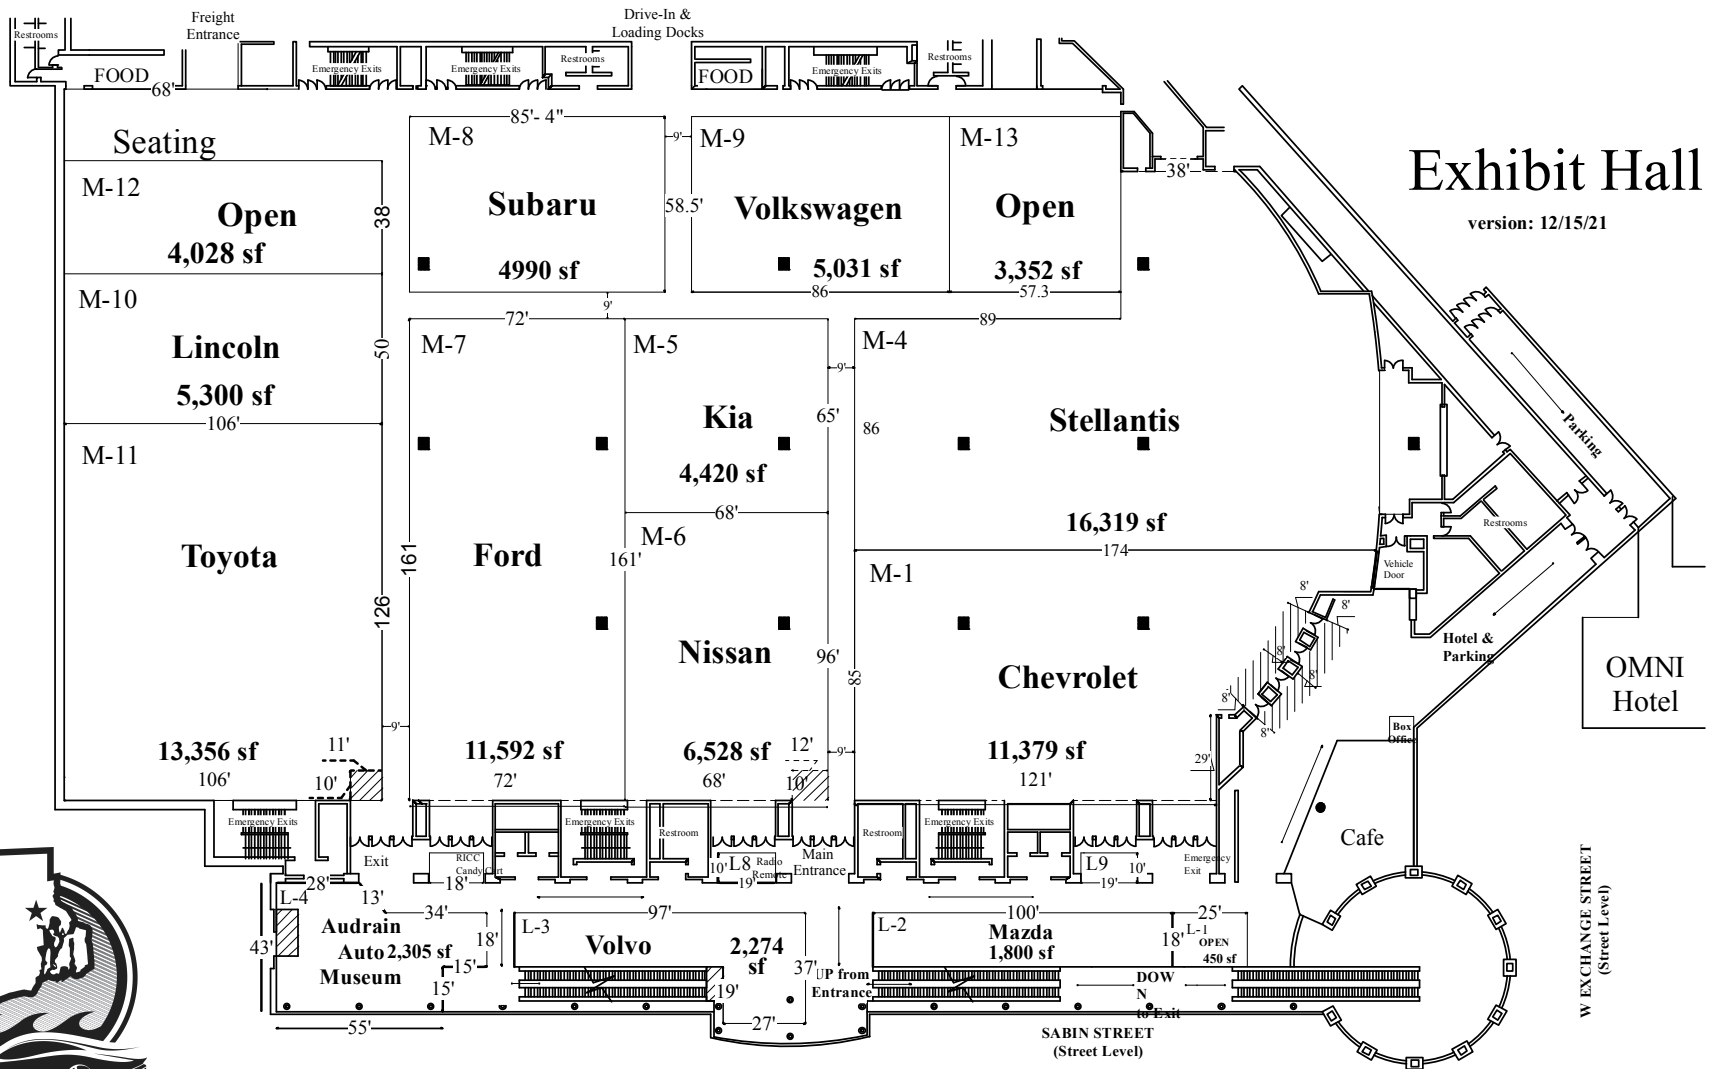 Freight
Entrance
Drive-In &
Loading Docks
Restrooms
FOOD
68'
Emergency Exits
Emergency Exits
Restrooms
FOOD
Emergency Exits
Restrooms
Exhibit Hall
version: 12/15/21
Seating
M-12
Open
4,028 sf
38
M-8
85'- 4"
Subaru
4990 sf
9'
58.5'
M-9
Volkswagen
5,031 sf
86
M-13
Open
3,352 sf
57.3
38'
M-10
Lincoln
5,300 sf
50
106'
9'
72'
M-7
Ford
161
161'
11,592 sf
72'
M-5
Kia
4,420 sf
65'
68'
9'
89
M-4
86
Stellantis
16,319 sf
174
M-11
Toyota
126
13,356 sf
106'
11'
10'
9'
M-6
Nissan
96'
6,528 sf
68'
12'
10'
9'
M-1
85
Chevrolet
11,379 sf
121'
29'
8'
8'
8'
8'
8'
8'
Parking
Restrooms
Vehicle
Door
Hotel &
Parking
OMNI
Hotel
Box
Office
Cafe
Emergency Exits
Exit
RICC
Candy Cart
18'
Emergency Exits
Restroom
10'
L8
Radio
Remote
19'
Main
Entrance
Restroom
Emergency Exits
L9
10'
19'
Emergency
Exit
28'
L-4
13'
34'
43'
Audrain
Auto
Museum
2,305 sf
18'
15'
15'
55'
97'
L-3
Volvo
2,274
sf
37'
19'
27'
UP from
Entrance
100'
L-2
Mazda
1,800 sf
25'
18'
L-1
OPEN
450 sf
DOW
N
to Exit
SABIN STREET
(Street Level)
W EXCHANGE STREET
(Street Level)